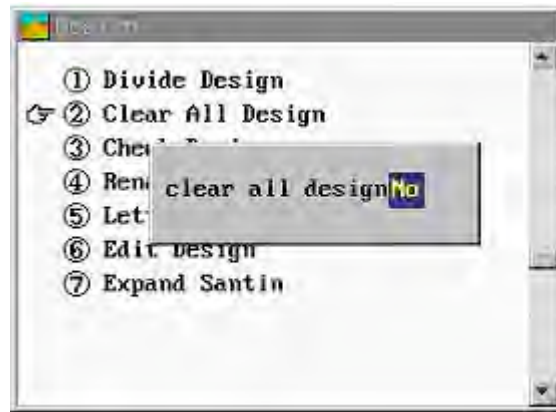 Design
① Divide Design
② Clear All Design
③ Che
④ Ren
⑤ Let
⑥ Edit Design
⑦ Expand Santin
clear all design No